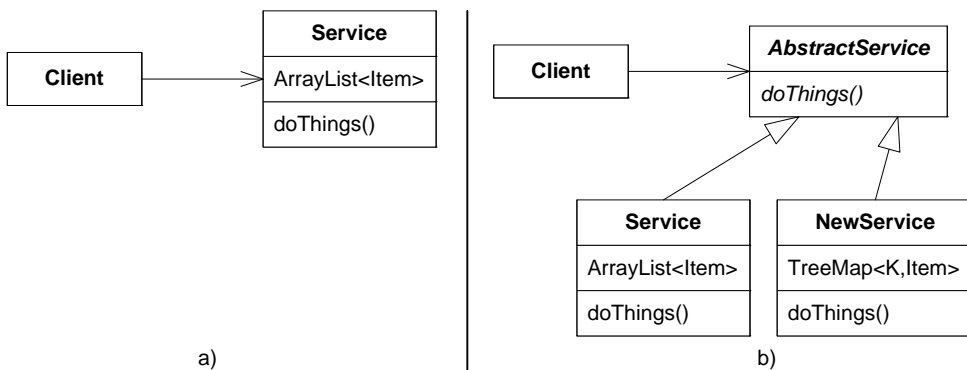 Service
Client
ArrayList<Item>
doThings()
a)
AbstractService
Client
doThings()
Service
NewService
ArrayList<Item>
TreeMap<K,Item>
doThings()
doThings()
b)